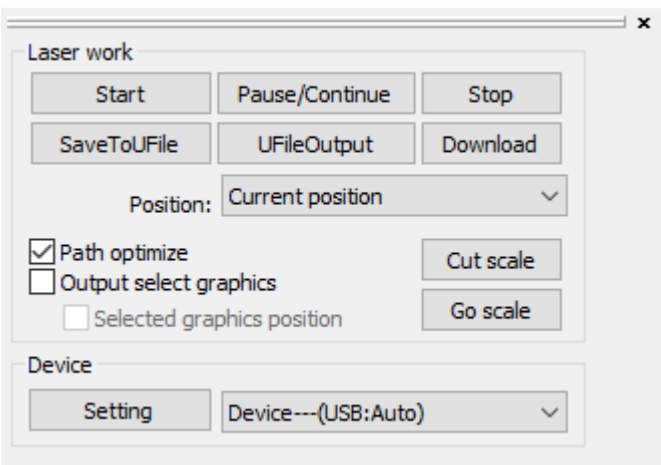 Laser work
Start Pause/Continue Stop
SaveToUFile UFileOutput Download
Position: Current position
Path optimize Cut scale
Output select graphics
Selected graphics position Go scale
Device
Setting Device---(USB:Auto)